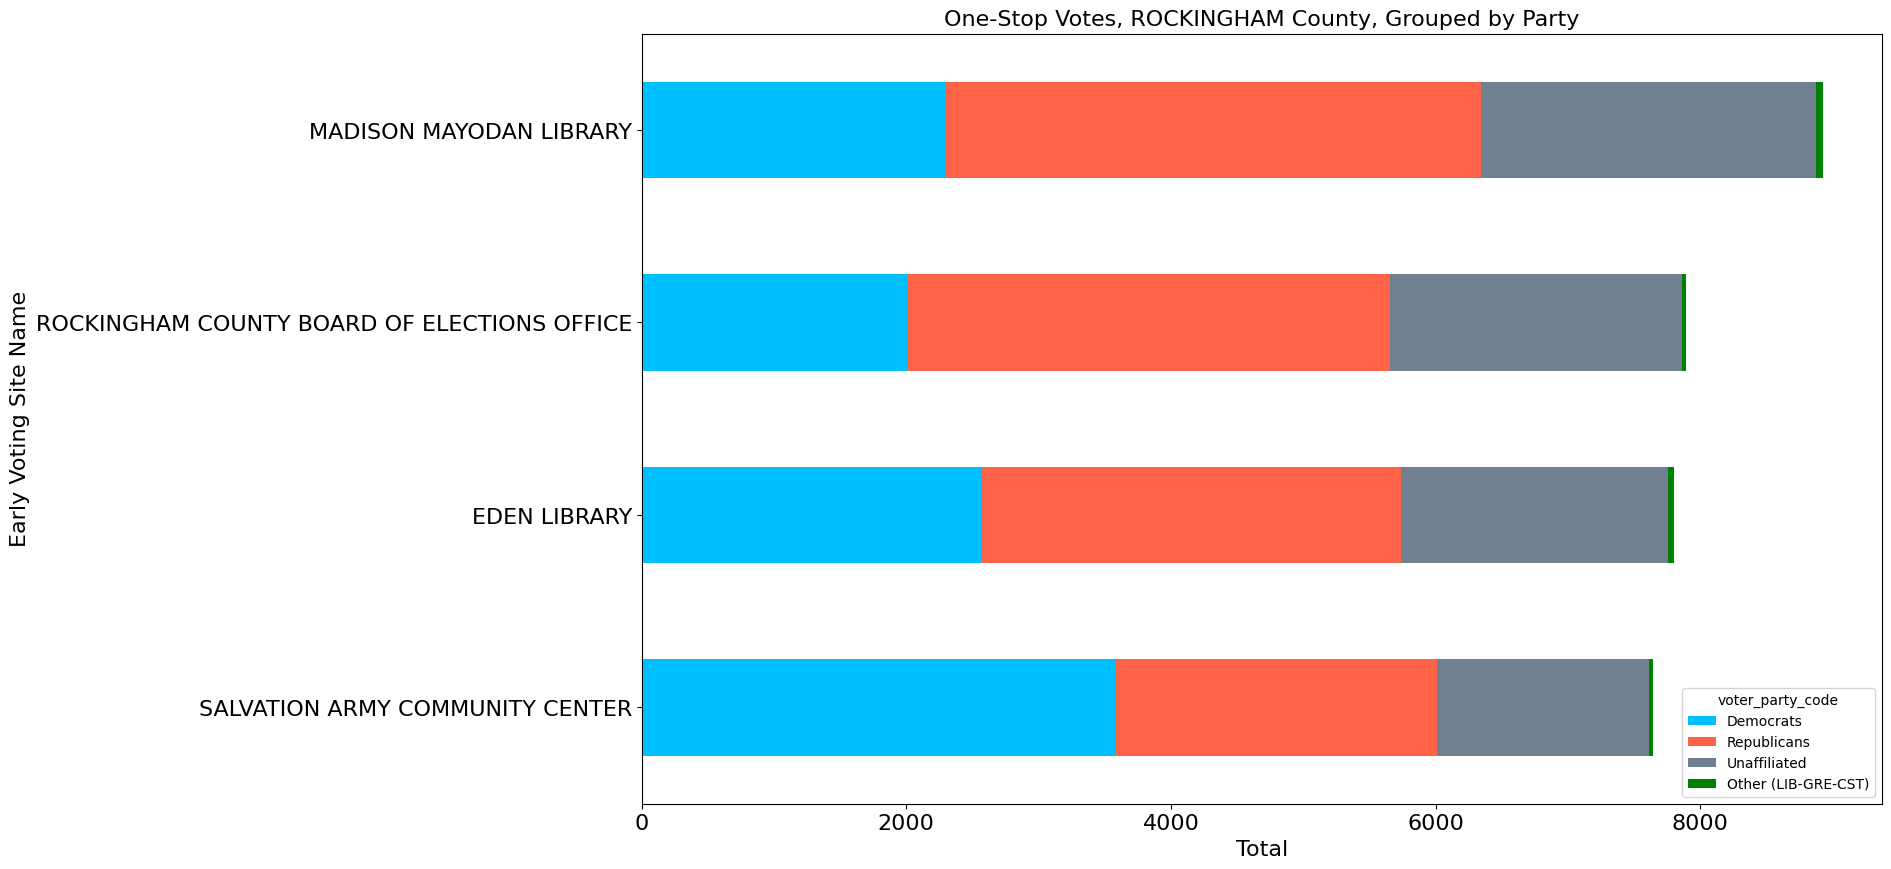 One-Stop Votes, ROCKINGHAM County, Grouped by Party
Early Voting Site Name
MADISON MAYODAN LIBRARY
ROCKINGHAM COUNTY BOARD OF ELECTIONS OFFICE
EDEN LIBRARY
SALVATION ARMY COMMUNITY CENTER
voter_party_code
Democrats
Republicans
Unaffiliated
Other (LIB-GRE-CST)
0 2000 4000 6000 8000
Total